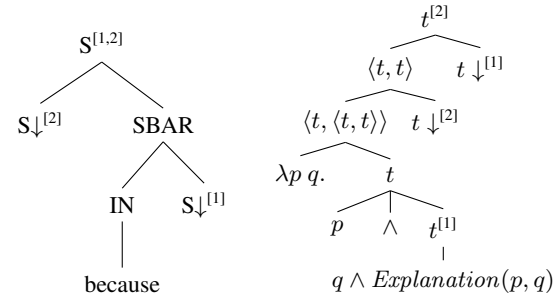 S[1,2]
S↓[2] SBAR
IN S↓[1]
because
t[2]
⟨t, t⟩ t ↓[1]
⟨t, ⟨t, t⟩⟩ t ↓[2]
λp q. t
p ∧ t[1]
q ∧ Explanation(p, q)